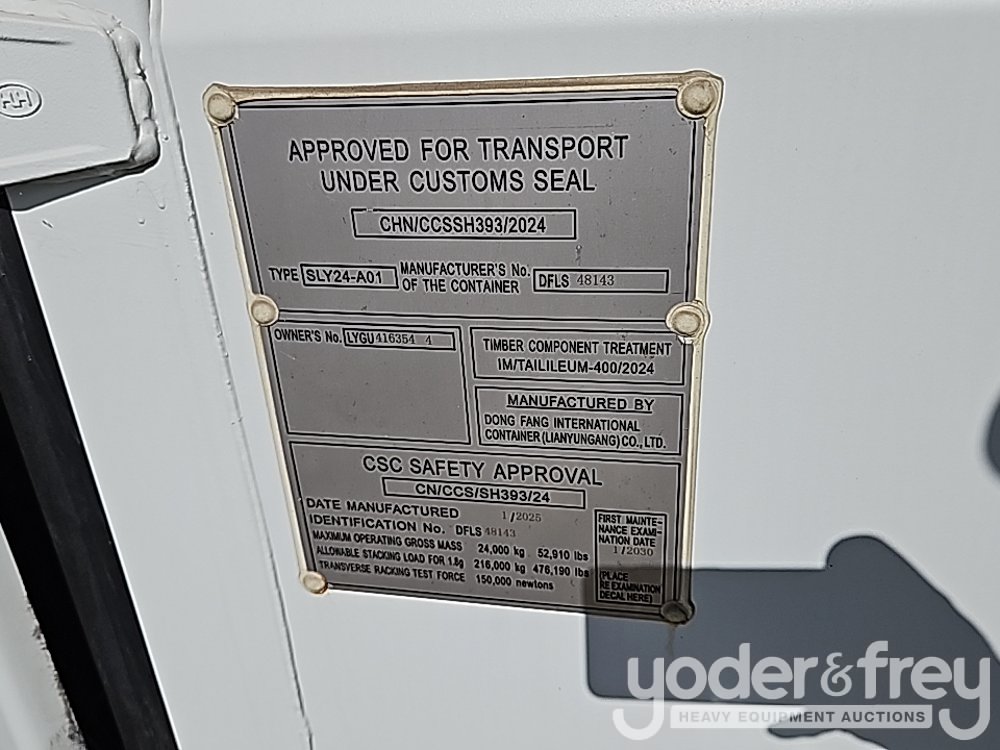 APPROVED FOR TRANSPORT
UNDER CUSTOMS SEAL
CHN/CCSSH393/2024
TYPE SLY24-A01 MANUFACTURER'S No. OF THE CONTAINER DFLS 48143
OWNER'S No. LYGU 416354 4
TIMBER COMPONENT TREATMENT
IM/TAILILEUM-400/2024
MANUFACTURED BY
DONG FANG INTERNATIONAL
CONTAINER (LIANYUNGANG) CO., LTD.
CSC SAFETY APPROVAL
CN/CCS/SH393/24
DATE MANUFACTURED 1/2025
IDENTIFICATION No. DFLS 48143
MAXIMUM OPERATING GROSS MASS 24,000 kg 52,910 lbs
ALLOWABLE STACKING LOAD FOR 1.8g 216,000 kg 476,190 lbs
TRANSVERSE RACKING TEST FORCE 150,000 newtons
FIRST MAINTE-
NANCE EXAMI-
NATION DATE
1/2030
(PLACE
RE EXAMINATION
DECAL HERE)
yoder&frey
HEAVY EQUIPMENT AUCTIONS